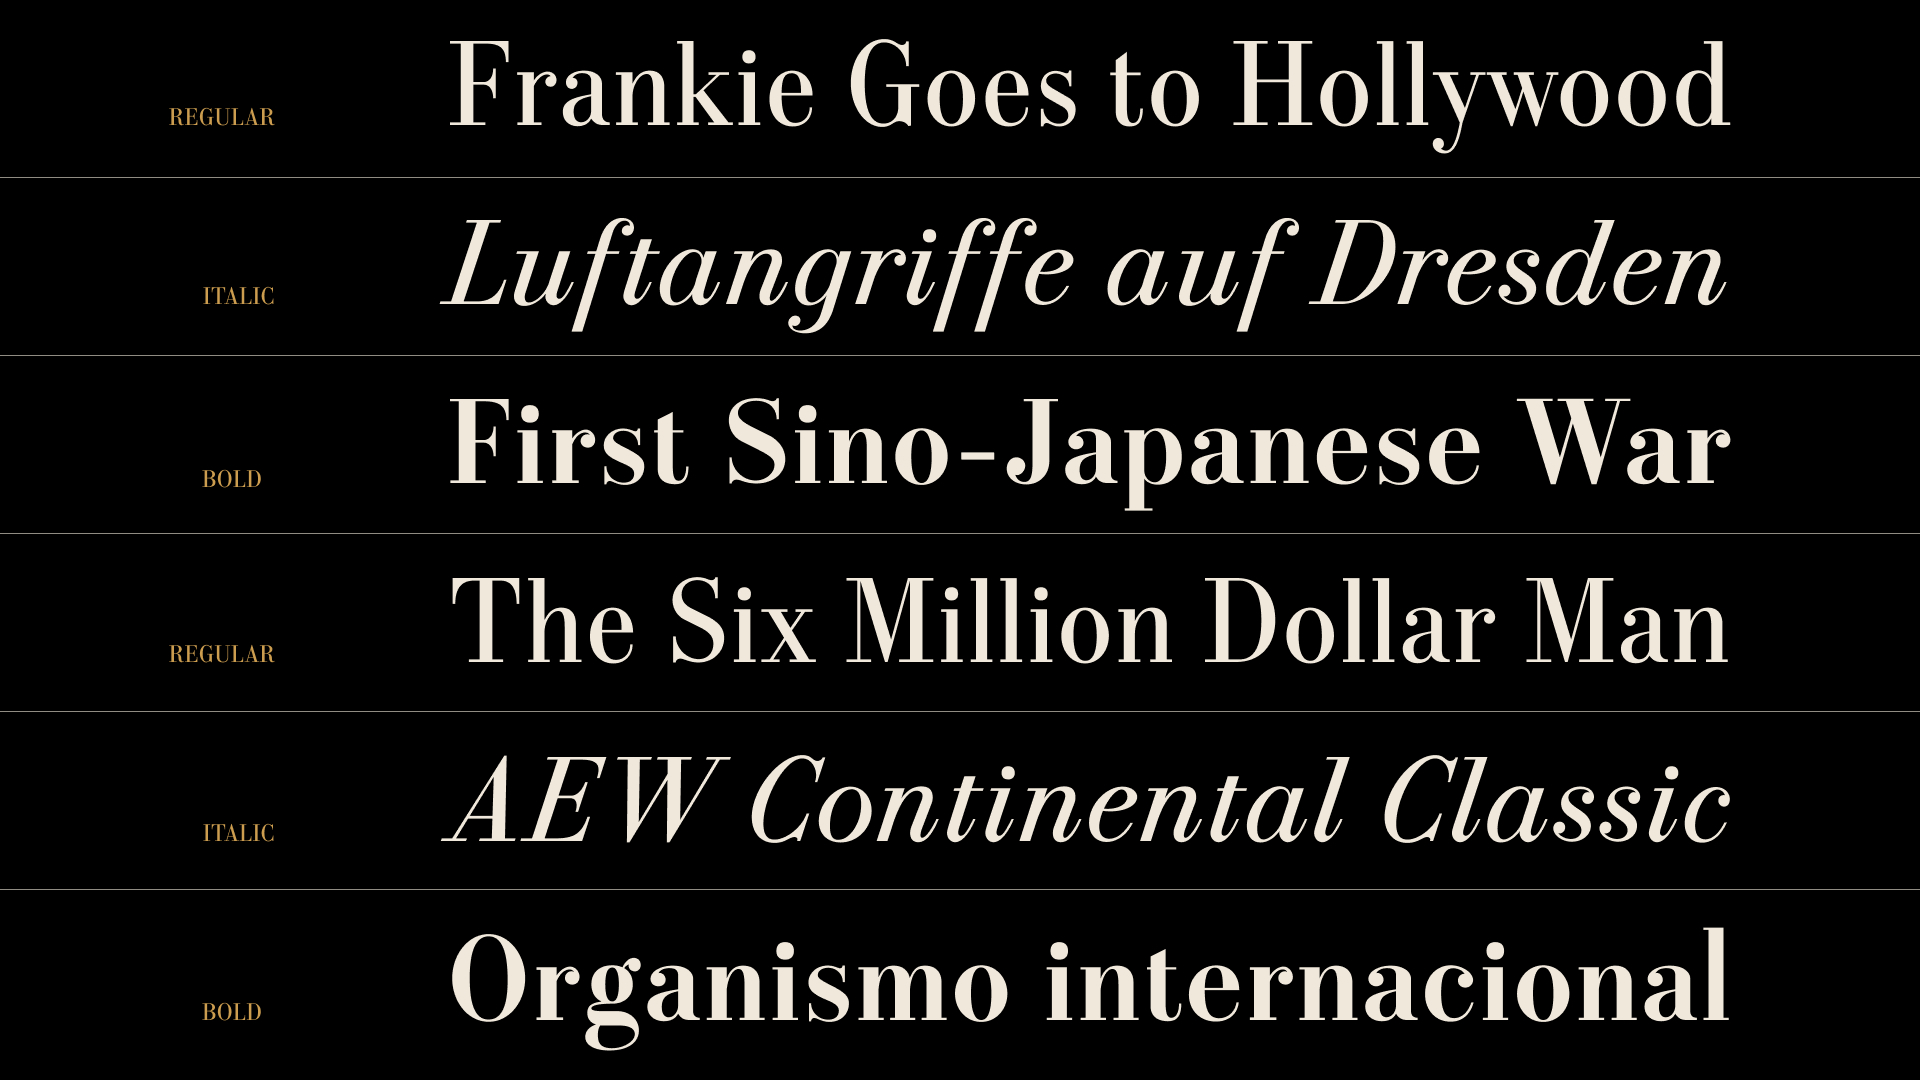 REGULAR Frankie Goes to Hollywood
ITALIC Luftangriffe auf Dresden
BOLD First Sino-Japanese War
REGULAR The Six Million Dollar Man
ITALIC AEW Continental Classic
BOLD Organismo internacional